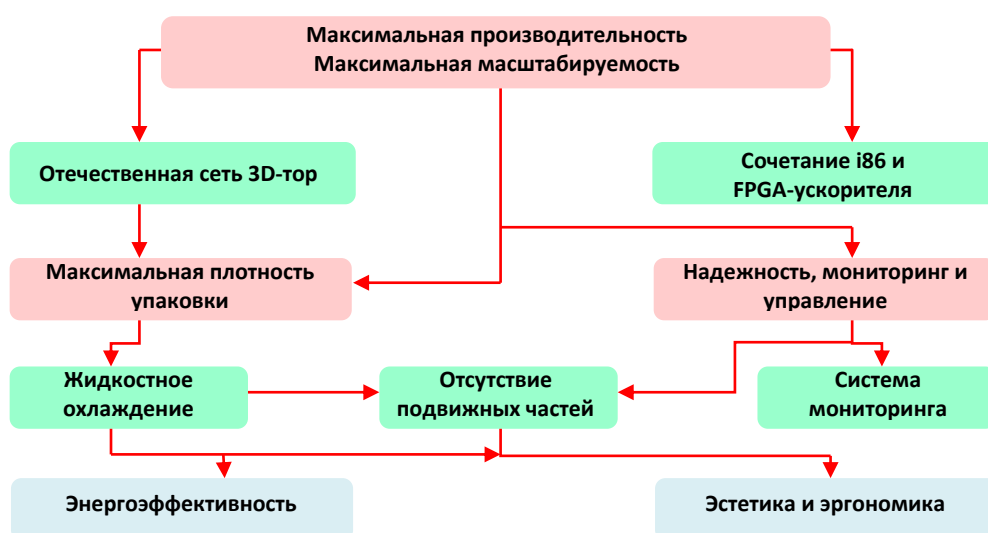 Максимальная производительность
Максимальная масштабируемость
Отечественная сеть 3D-тор
Сочетание i86 и
FPGA-ускорителя
Максимальная плотность
упаковки
Надежность, мониторинг и
управление
Жидкостное
охлаждение
Отсутствие
подвижных частей
Система
мониторинга
Энергоэффективность
Эстетика и эргономика